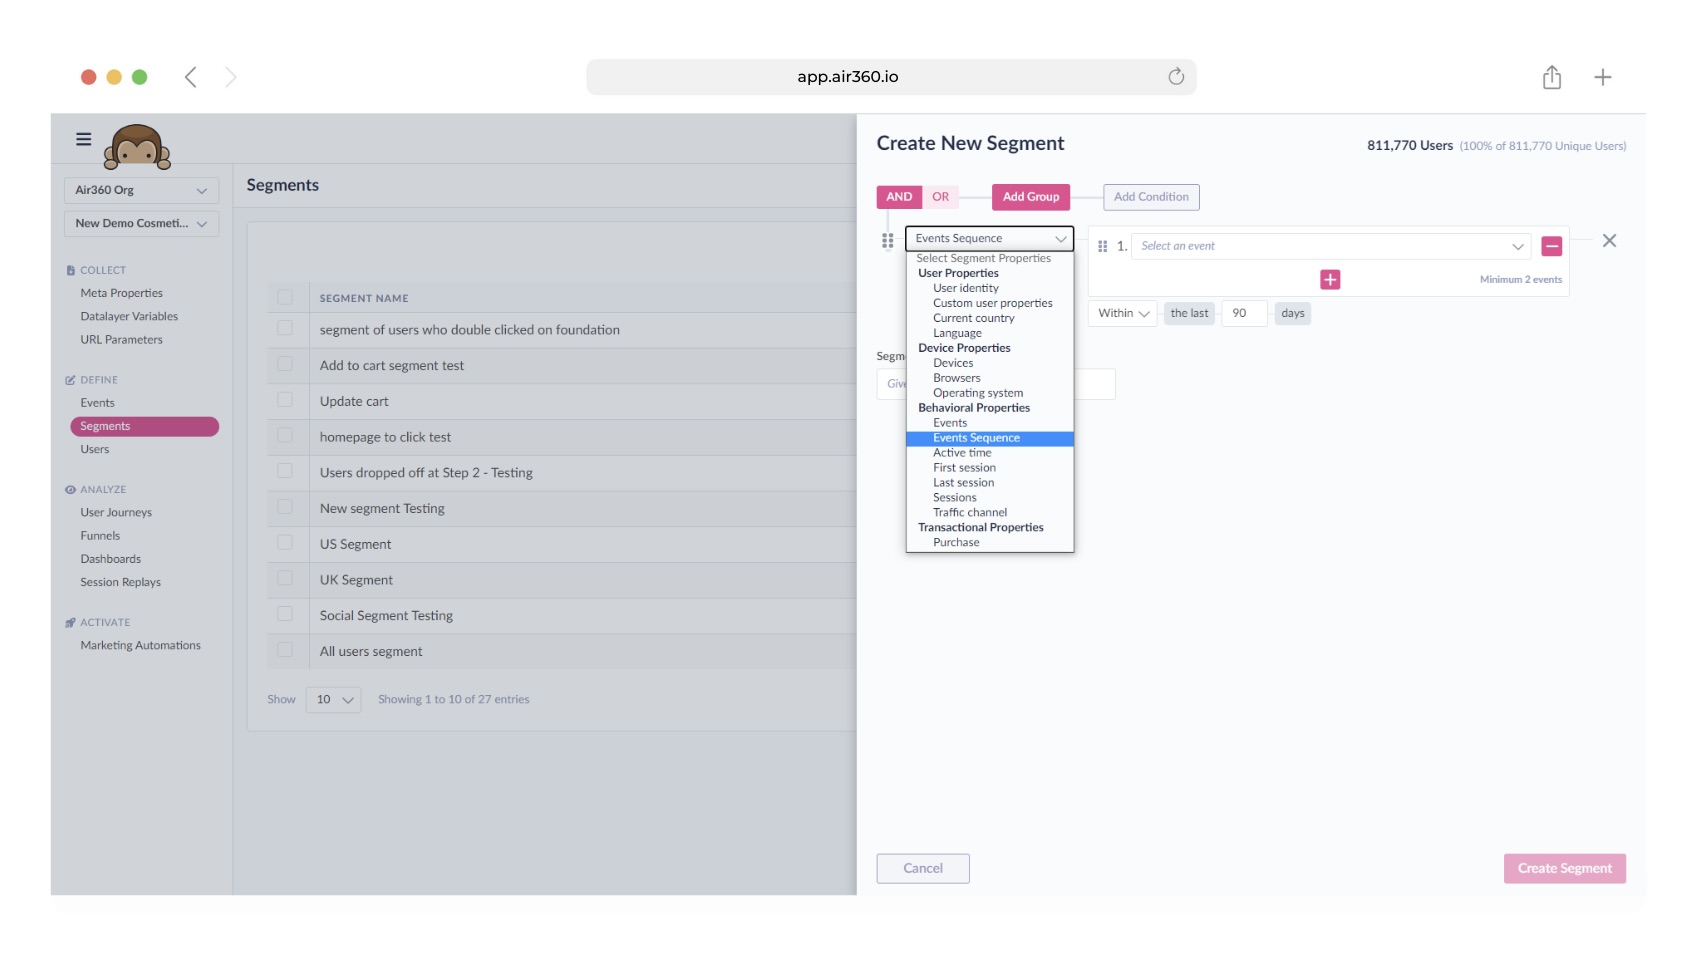 app.air360.io
Air360 Org
New Demo Cosmeti...
COLLECT
Meta Properties
Datalayer Variables
URL Parameters
DEFINE
Events
Segments
Users
ANALYZE
User Journeys
Funnels
Dashboards
Session Replays
ACTIVATE
Marketing Automations
Segments
SEGMENT NAME
segment of users who double clicked on foundation
Add to cart segment test
Update cart
homepage to click test
Users dropped off at Step 2 - Testing
New segment Testing
US Segment
UK Segment
Social Segment Testing
All users segment
Show 10 Showing 1 to 10 of 27 entries
Create New Segment 811,770 Users (100% of 811,770 Unique Users)
AND OR Add Group Add Condition
Events Sequence
Select Segment Properties
User Properties
User identity
Custom user properties
Current country
Language
Device Properties
Devices
Browsers
Operating system
Behavioral Properties
Events
Events Sequence
Active time
First session
Last session
Sessions
Traffic channel
Transactional Properties
Purchase
1. Select an event
Minimum 2 events
Within the last 90 days
Segm
Give
Cancel Create Segment